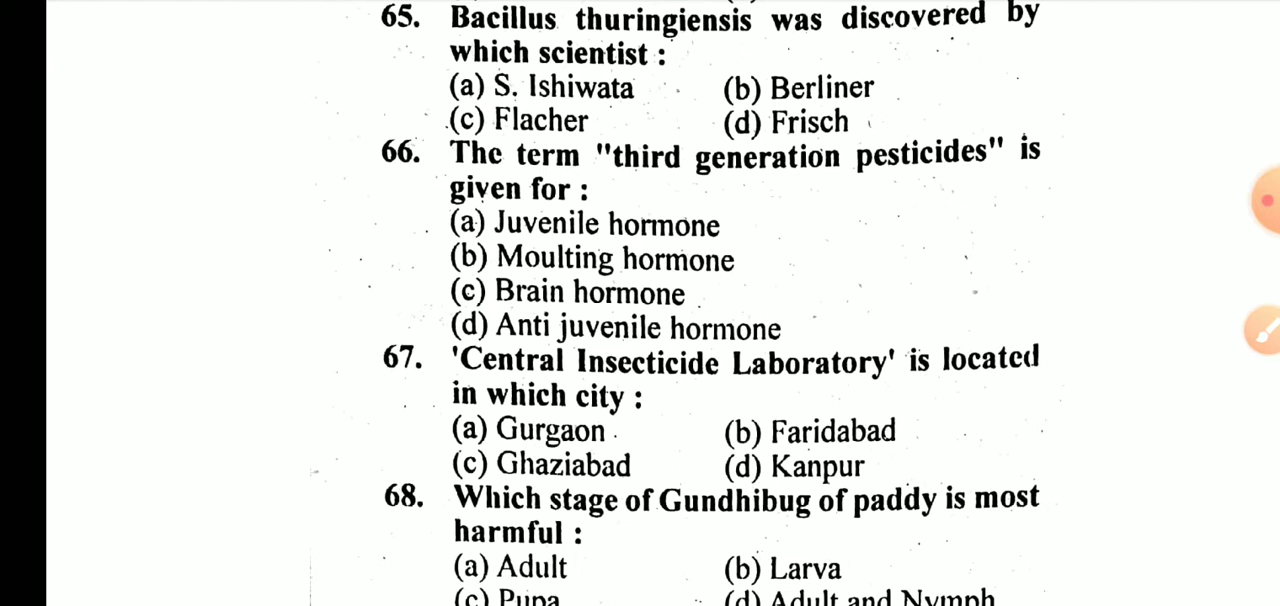 65. Bacillus thuringiensis was discovered by
which scientist :
(a) S. Ishiwata (b) Berliner
(c) Flacher (d) Frisch
66. The term "third generation pesticides" is
given for :
(a) Juvenile hormone
(b) Moulting hormone
(c) Brain hormone
(d) Anti juvenile hormone
67. 'Central Insecticide Laboratory' is located
in which city :
(a) Gurgaon (b) Faridabad
(c) Ghaziabad (d) Kanpur
68. Which stage of Gundhibug of paddy is most
harmful :
(a) Adult (b) Larva
(c) Pupa (d) Adult and Nymph